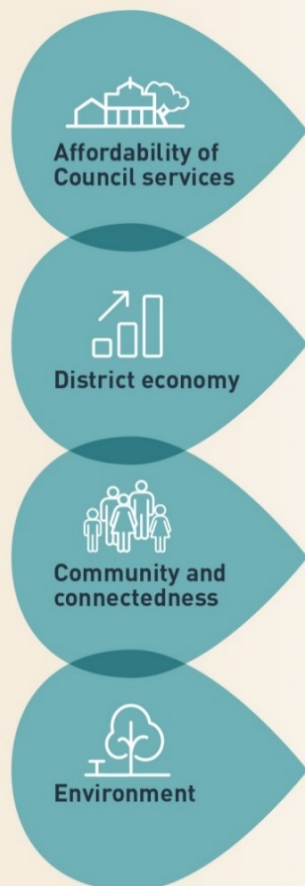 Affordability of
Council services
District economy
Community and
connectedness
Environment